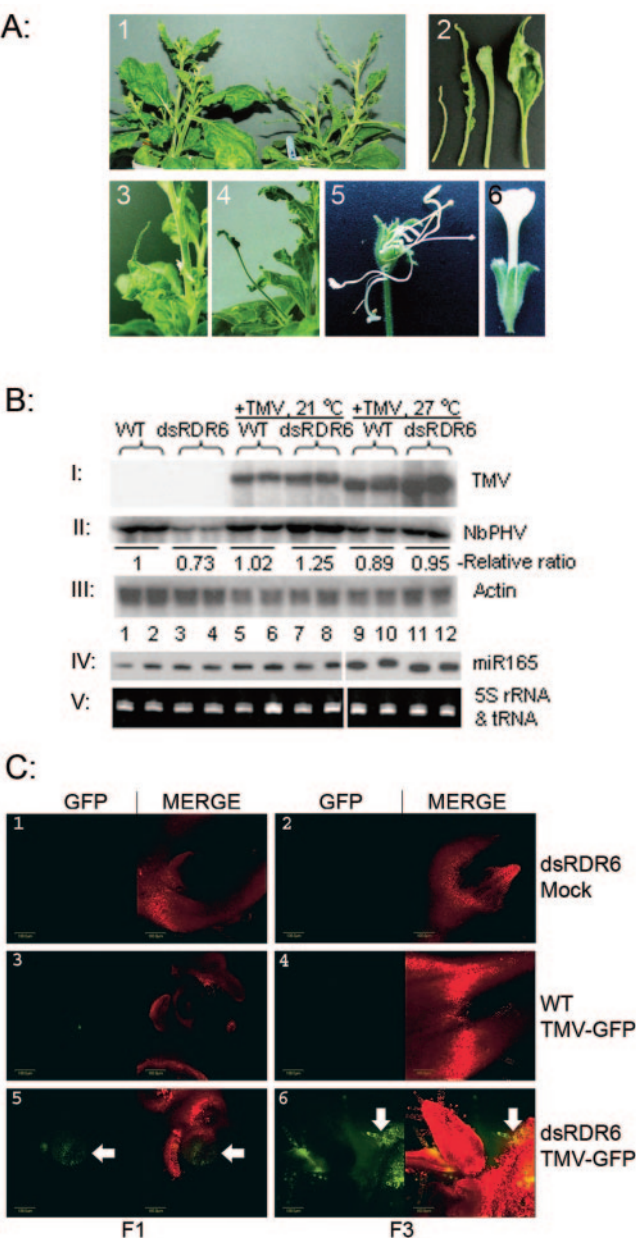 A:
1
2
3
4
5
6
B:
+TMV, 21 °C
+TMV, 27 °C
WT dsRDR6 WT dsRDR6 WT dsRDR6
I: TMV
II: NbPHV
1 0.73 1.02 1.25 0.89 0.95 -Relative ratio
III: Actin
1 2 3 4 5 6 7 8 9 10 11 12
IV: miR165
V: 5S rRNA
& tRNA
C:
GFP MERGE GFP MERGE
1 2
dsRDR6
Mock
3 4
WT
TMV-GFP
5 6
dsRDR6
TMV-GFP
F1 F3